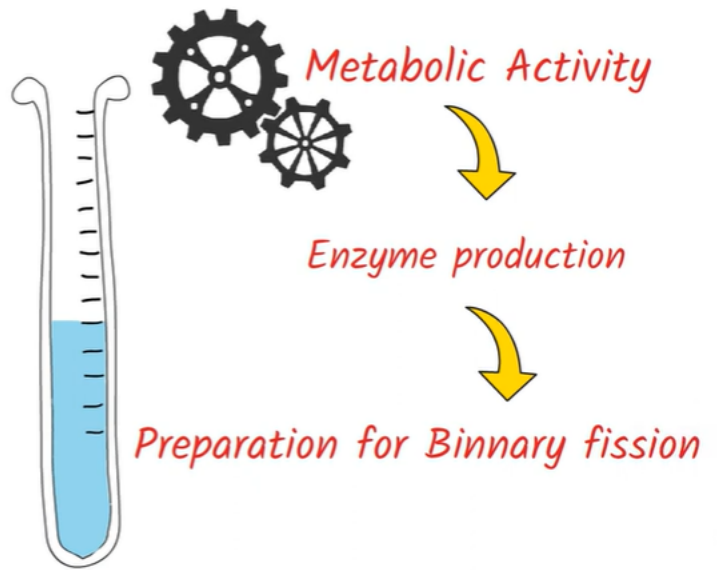 Metabolic Activity
Enzyme production
Preparation for Binnary fission